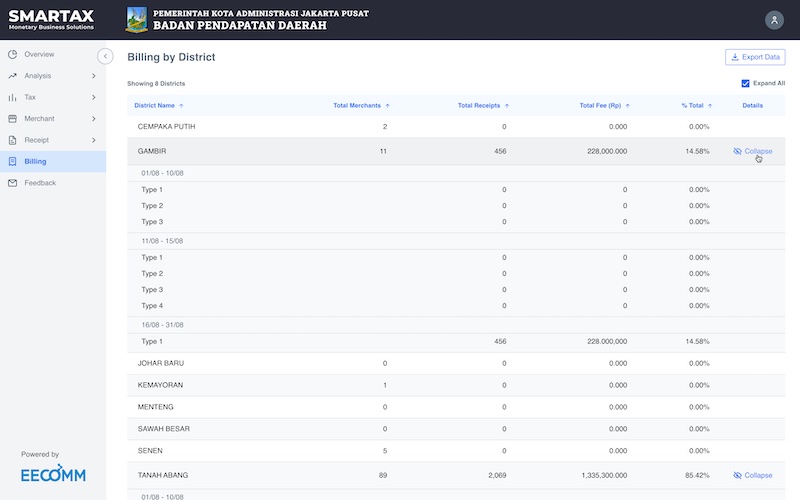 SMARTAX
Monetary Business Solutions
PEMERINTAH KOTA ADMINISTRASI JAKARTA PUSAT
BADAN PENDAPATAN DAERAH
Overview
Analysis
Tax
Merchant
Receipt
Billing
Feedback
Powered by
EECOMM
Billing by District
Export Data
Showing 8 Districts
Expand All
District Name Total Merchants Total Receipts Total Fee (Rp) % Total Details
CEMPAKA PUTIH 2 0 0.000 0.00%
GAMBIR 11 456 228,000.000 14.58% Collapse
01/08 - 10/08
Type 1 0 0 0.00%
Type 2 0 0 0.00%
Type 3 0 0 0.00%
11/08 - 15/08
Type 1 0 0 0.00%
Type 2 0 0 0.00%
Type 3 0 0 0.00%
Type 4 0 0 0.00%
16/08 - 31/08
Type 1 456 228.000,000 14.58%
JOHAR BARU 0 0 0.000 0.00%
KEMAYORAN 1 0 0.000 0.00%
MENTENG 0 0 0.000 0.00%
SAWAH BESAR 0 0 0.000 0.00%
SENEN 5 0 0.000 0.00%
TANAH ABANG 89 2,069 1,335,300.000 85.42% Collapse
01/08 - 10/08